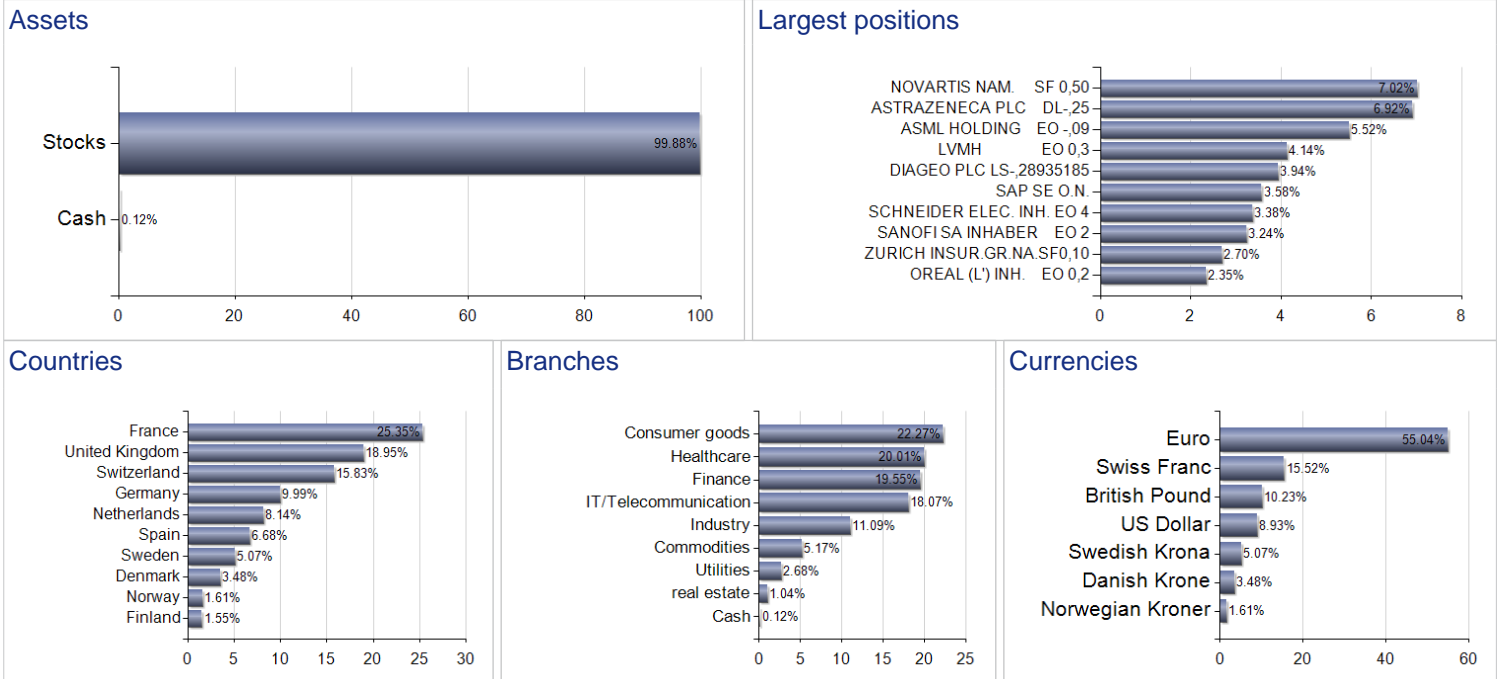 Assets
Stocks
99.88%
Cash
0.12%
0 20 40 60 80 100
Largest positions
NOVARTIS NAM. SF 0,50
7.02%
ASTRAZENECA PLC DL-,25
6.92%
ASML HOLDING EO -,09
5.52%
LVMH EO 0,3
4.14%
DIAGEO PLC LS-,28935185
3.94%
SAP SE O.N.
3.58%
SCHNEIDER ELEC. INH. EO 4
3.38%
SANOFI SA INHABER EO 2
3.24%
ZURICH INSUR.GR.NA.SF0,10
2.70%
OREAL (L') INH. EO 0,2
2.35%
0 2 4 6 8
Countries
France
25.35%
United Kingdom
18.95%
Switzerland
15.83%
Germany
9.99%
Netherlands
8.14%
Spain
6.68%
Sweden
5.07%
Denmark
3.48%
Norway
1.61%
Finland
1.55%
0 5 10 15 20 25 30
Branches
Consumer goods
22.27%
Healthcare
20.01%
Finance
19.55%
IT/Telecommunication
18.07%
Industry
11.09%
Commodities
5.17%
Utilities
2.68%
real estate
1.04%
Cash
0.12%
0 5 10 15 20 25
Currencies
Euro
55.04%
Swiss Franc
15.52%
British Pound
10.23%
US Dollar
8.93%
Swedish Krona
5.07%
Danish Krone
3.48%
Norwegian Kroner
1.61%
0 20 40 60